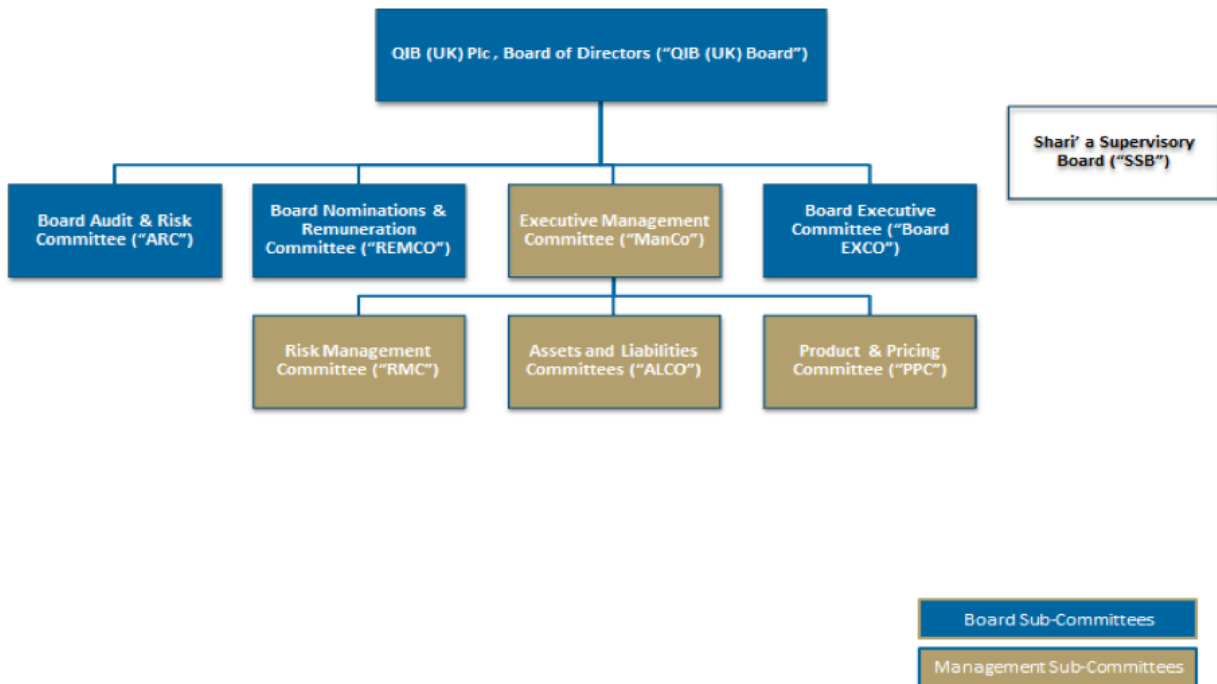 QIB (UK) Plc , Board of Directors (“QIB (UK) Board”)
Shari’ a Supervisory
Board (“SSB”)
Board Audit & Risk
Committee (“ARC”)
Board Nominations &
Remuneration
Committee (“REMCO”)
Executive Management
Committee (“ManCo”)
Board Executive
Committee (“Board
EXCO”)
Risk Management
Committee (“RMC”)
Assets and Liabilities
Committees (“ALCO”)
Product & Pricing
Committee (“PPC”)
Board Sub-Committees
Management Sub-Committees